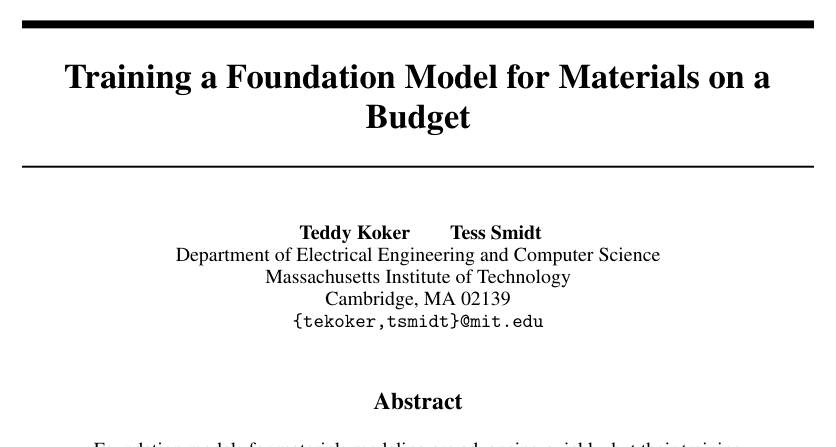 Training a Foundation Model for Materials on a
Budget
Teddy Koker Tess Smidt
Department of Electrical Engineering and Computer Science
Massachusetts Institute of Technology
Cambridge, MA 02139
{tekoker,tsmidt}@mit.edu
Abstract